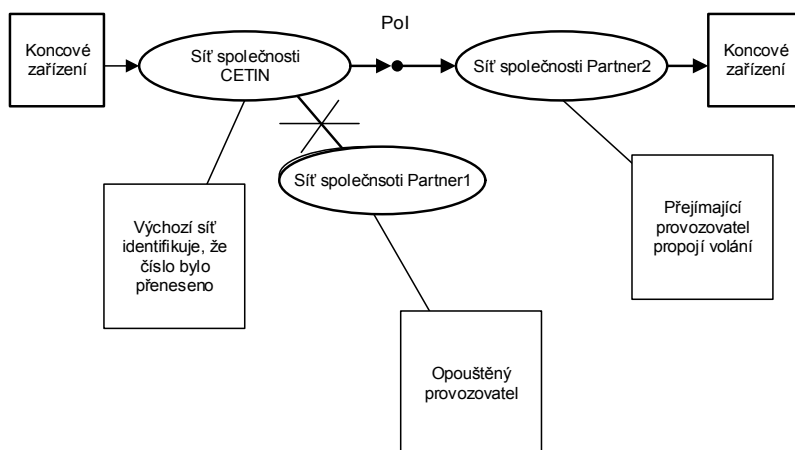 PoI
Koncové
zařízení
Síť společnosti
CETIN
Síť společnosti Partner2
Koncové
zařízení
Síť společnsoti Partner1
Výchozí síť
identifikuje, že
číslo bylo
přeneseno
Přejímající
provozovatel
propojí volání
Opouštěný
provozovatel